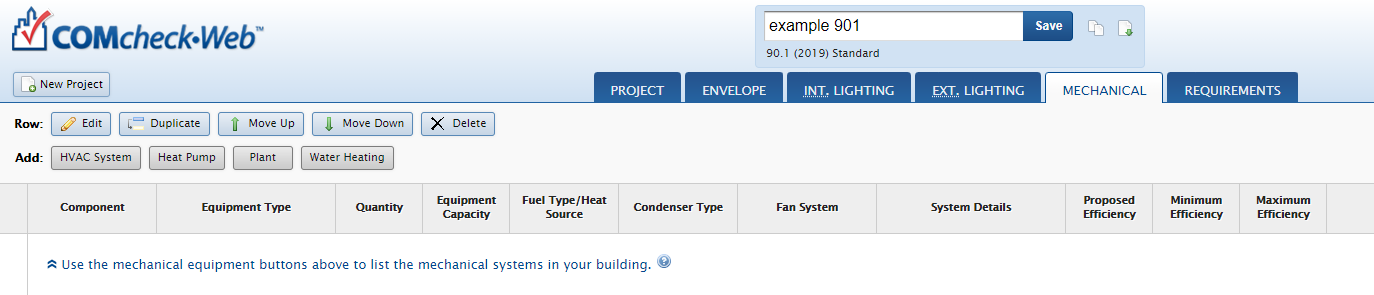 COMcheck•Web™
example 901
Save
90.1 (2019) Standard
New Project
PROJECT
ENVELOPE
INT. LIGHTING
EXT. LIGHTING
MECHANICAL
REQUIREMENTS
Row: Edit Duplicate Move Up Move Down Delete
Add: HVAC System Heat Pump Plant Water Heating
Component
Equipment Type
Quantity
Equipment
Capacity
Fuel Type/Heat
Source
Condenser Type
Fan System
System Details
Proposed
Efficiency
Minimum
Efficiency
Maximum
Efficiency
Use the mechanical equipment buttons above to list the mechanical systems in your building. ?